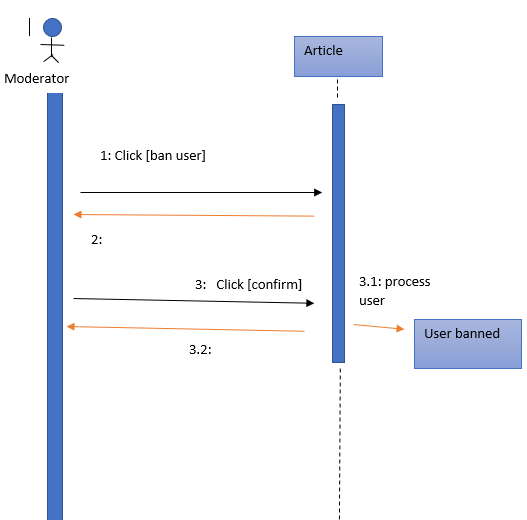 Moderator
Article
1: Click [ban user]
2:
3: Click [confirm]
3.1: process
user
User banned
3.2: